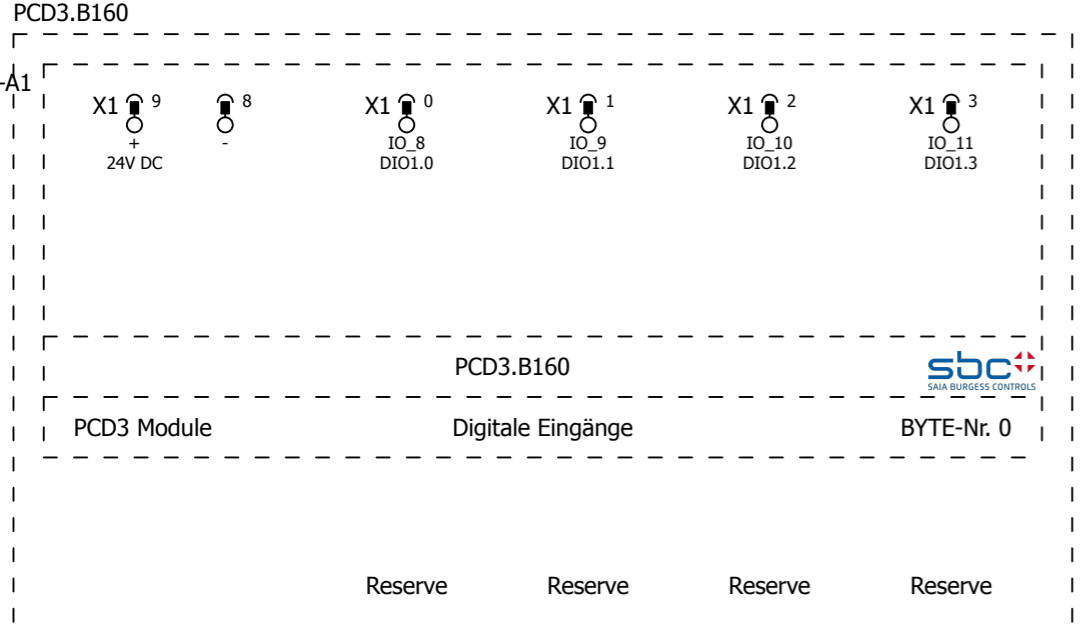 PCD3.B160
-A1
X1 9 8 X1 0 X1 1 X1 2 X1 3
+ - IO_8 IO_9 IO_10 IO_11
24V DC DIO1.0 DIO1.1 DIO1.2 DIO1.3
PCD3.B160
sbc
SAIA BURGESS CONTROLS
PCD3 Module Digitale Eingänge BYTE-Nr. 0
Reserve Reserve Reserve Reserve